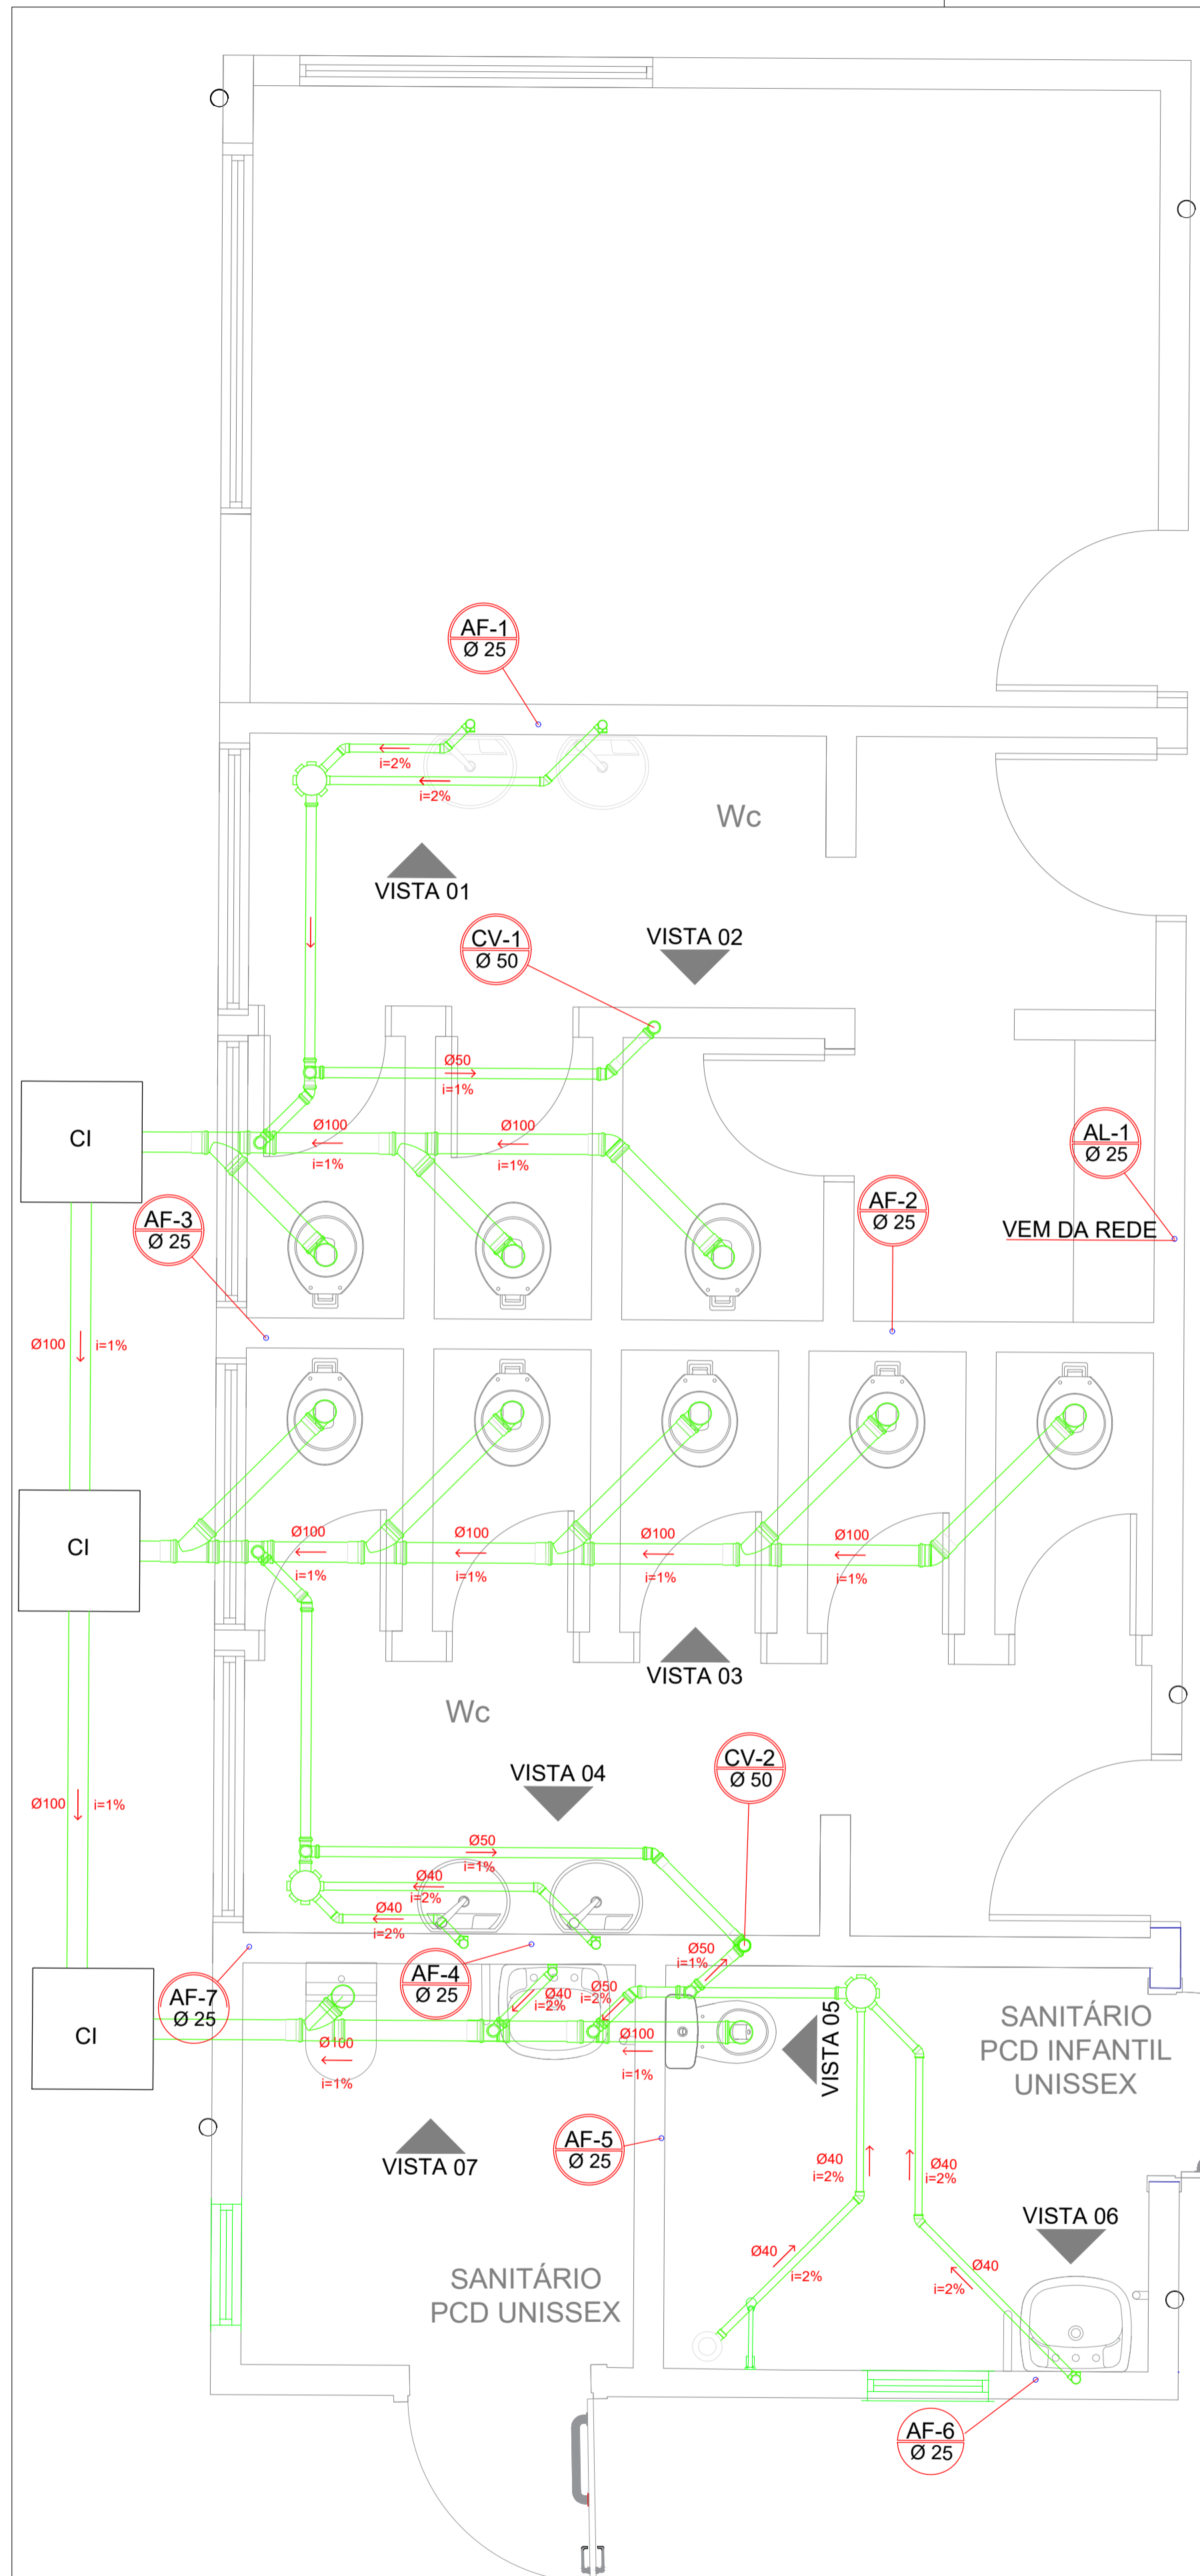 AF-1
Ø 25
i=2%
i=2%
Wc
VISTA 01
CV-1
Ø 50
VISTA 02
Ø50
i=1%
Ø100
i=1%
Ø100
i=1%
CI
AL-1
Ø 25
AF-3
Ø 25
AF-2
Ø 25
VEM DA REDE
Ø100
i=1%
CI
Ø100
i=1%
Ø100
i=1%
Ø100
i=1%
Ø100
i=1%
VISTA 03
Wc
VISTA 04
CV-2
Ø 50
Ø100
i=1%
Ø50
i=1%
Ø40
i=2%
Ø40
i=2%
Ø50
i=1%
AF-7
Ø 25
AF-4
Ø 25
Ø40
i=2%
Ø50
i=2%
CI
Ø100
i=1%
Ø100
i=1%
VISTA 05
SANITÁRIO
PCD INFANTIL
UNISSEX
AF-5
Ø 25
VISTA 07
Ø40
i=2%
Ø40
i=2%
VISTA 06
Ø40
i=2%
Ø40
i=2%
SANITÁRIO
PCD UNISSEX
AF-6
Ø 25